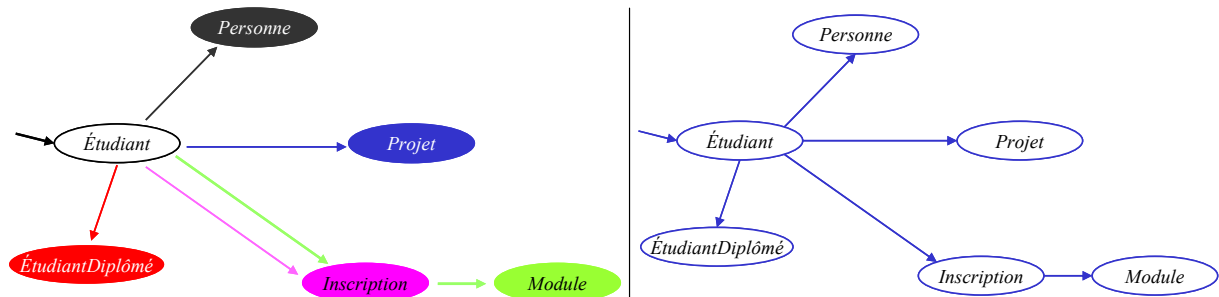 Personne
Étudiant
Projet
ÉtudiantDiplômé
Inscription
Module
Personne
Étudiant
Projet
ÉtudiantDiplômé
Inscription
Module